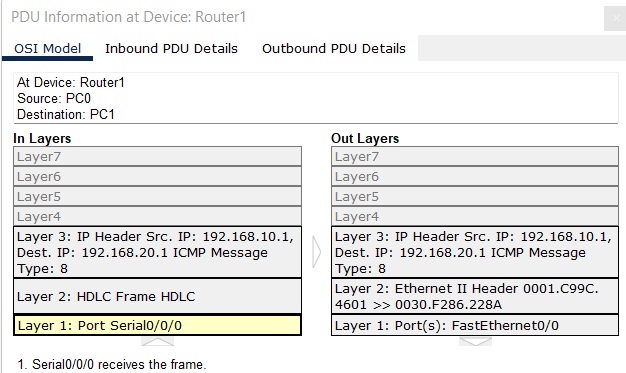 PDU Information at Device: Router1
OSI Model Inbound PDU Details Outbound PDU Details
At Device: Router1
Source: PC0
Destination: PC1
In Layers
Layer7
Layer6
Layer5
Layer4
Layer 3: IP Header Src. IP: 192.168.10.1,
Dest. IP: 192.168.20.1 ICMP Message
Type: 8
Layer 2: HDLC Frame HDLC
Layer 1: Port Serial0/0/0
Out Layers
Layer7
Layer6
Layer5
Layer4
Layer 3: IP Header Src. IP: 192.168.10.1,
Dest. IP: 192.168.20.1 ICMP Message
Type: 8
Layer 2: Ethernet II Header 0001.C99C.
4601 >> 0030.F286.228A
Layer 1: Port(s): FastEthernet0/0
1. Serial0/0/0 receives the frame.